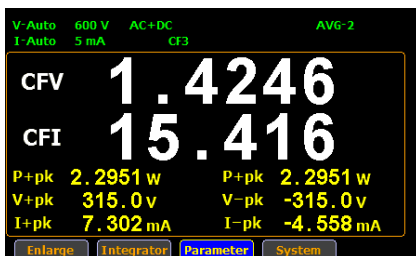 V-Auto 600 V AC+DC AVG-2
I-Auto 5 mA CF3
CFV 1.4246
CFI 15.416
P+pk 2.2951 W P+pk 2.2951 W
V+pk 315.0 V V-pk -315.0 V
I+pk 7.302 mA I-pk -4.558 mA
Enlarge Integrator Parameter System